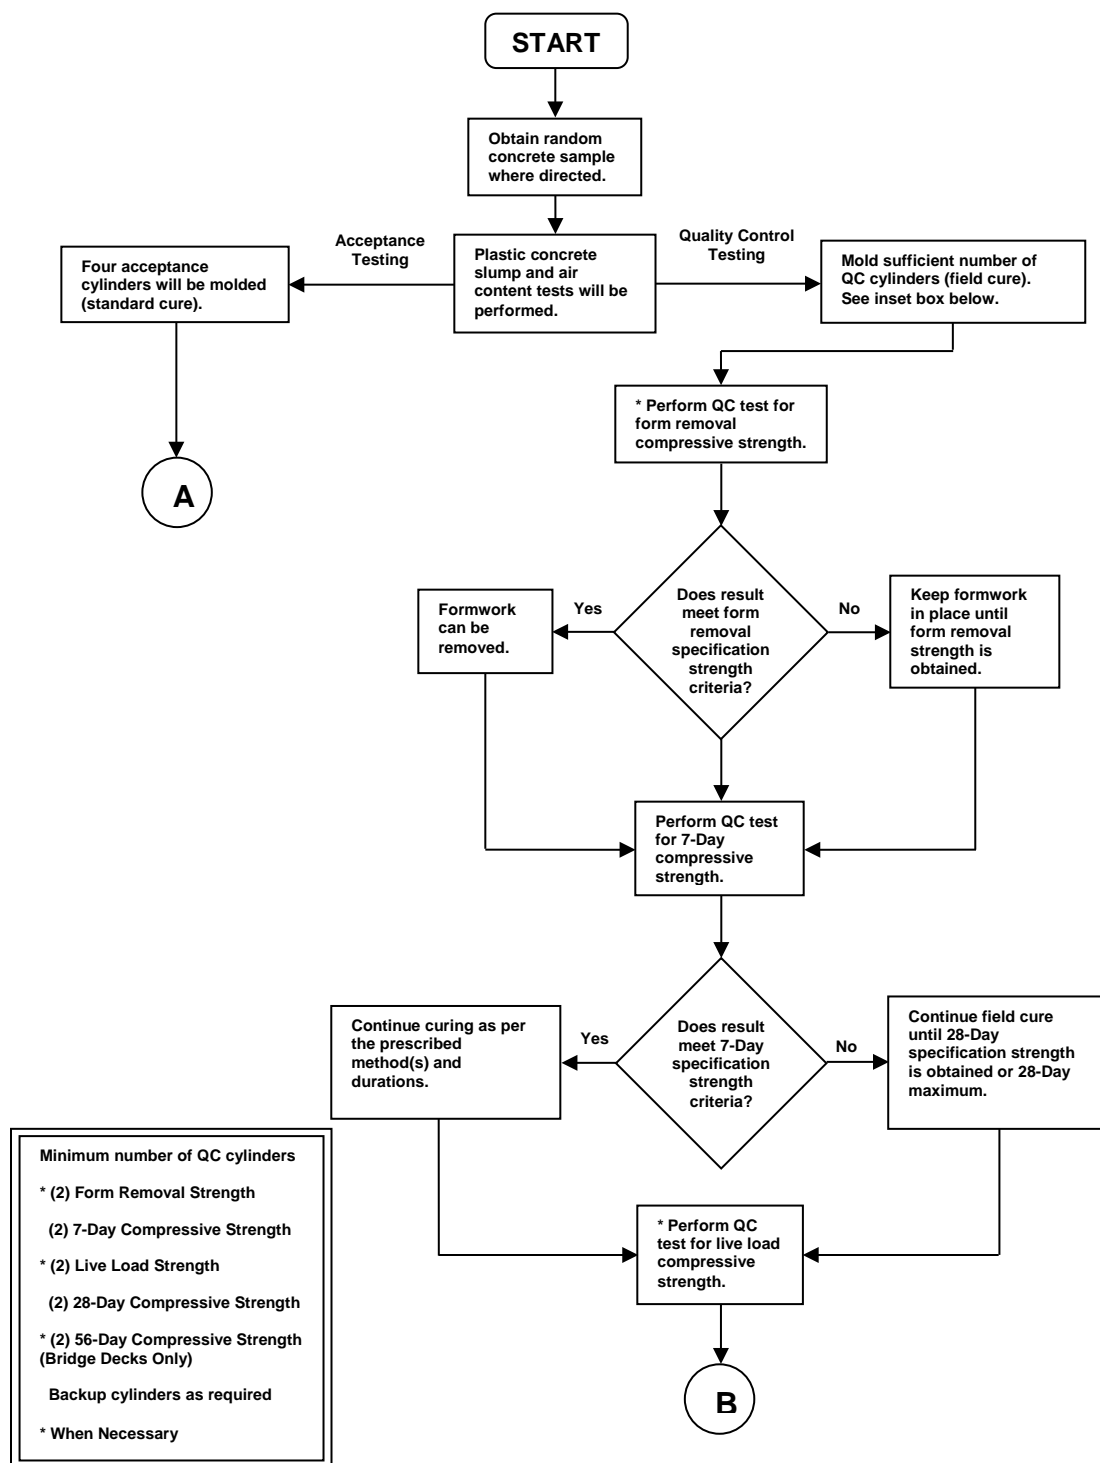 START
Obtain random
concrete sample
where directed.
Acceptance
Testing
Quality Control
Testing
Four acceptance
cylinders will be molded
(standard cure).
Plastic concrete
slump and air
content tests will be
performed.
Mold sufficient number of
QC cylinders (field cure).
See inset box below.
* Perform QC test for
form removal
compressive strength.
A
Does result
meet form
removal
specification
strength
criteria?
Yes
No
Formwork
can be
removed.
Keep formwork
in place until
form removal
strength is
obtained.
Perform QC test
for 7-Day
compressive
strength.
Does result
meet 7-Day
specification
strength
criteria?
Yes
No
Continue curing as per
the prescribed
method(s) and
durations.
Continue field cure
until 28-Day
specification strength
is obtained or 28-Day
maximum.
* Perform QC
test for live load
compressive
strength.
B
Minimum number of QC cylinders
* (2) Form Removal Strength
(2) 7-Day Compressive Strength
* (2) Live Load Strength
(2) 28-Day Compressive Strength
* (2) 56-Day Compressive Strength
(Bridge Decks Only)
Backup cylinders as required
* When Necessary